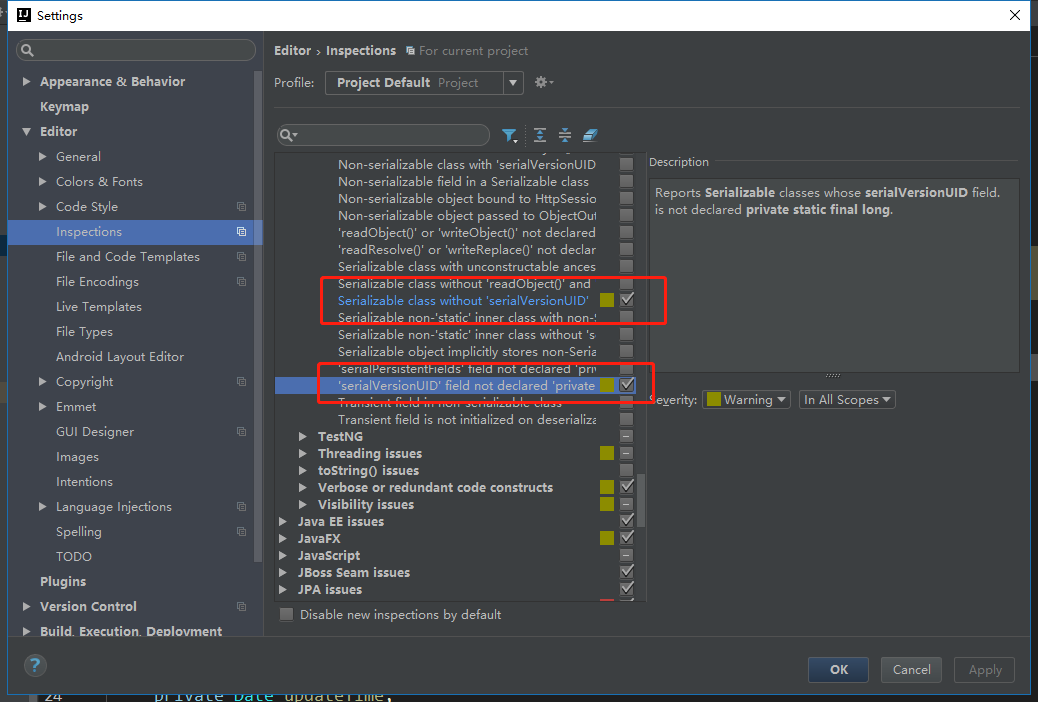 Settings
Appearance & Behavior
Keymap
Editor
General
Colors & Fonts
Code Style
Inspections
File and Code Templates
File Encodings
Live Templates
File Types
Android Layout Editor
Copyright
Emmet
GUI Designer
Images
Intentions
Language Injections
Spelling
TODO
Plugins
Version Control
Build, Execution, Deployment
Editor › Inspections For current project
Profile: Project Default Project
Non-serializable class with 'serialVersionUID
Non-serializable field in a Serializable class
Non-serializable object bound to HttpSessio
Non-serializable object passed to ObjectOut
'readObject()' or 'writeObject()' not declared
'readResolve()' or 'writeReplace()' not declar
Serializable class with unconstructable ances
Serializable class without 'readObject()' and
Serializable class without 'serialVersionUID'
Serializable non-'static' inner class with non-S
Serializable non-'static' inner class without 's
Serializable object implicitly stores non-Seria
'serialPersistentFields' field not declared 'priv
'serialVersionUID' field not declared 'private
Transient field in non-serializable class
Transient field is not initialized on deserializa
TestNG
Threading issues
toString() issues
Verbose or redundant code constructs
Visibility issues
Java EE issues
JavaFX
JavaScript
JBoss Seam issues
JPA issues
Disable new inspections by default
Description
Reports Serializable classes whose serialVersionUID field.
is not declared private static final long.
Severity: Warning In All Scopes
?
OK Cancel Apply
24 private Date updateTime;